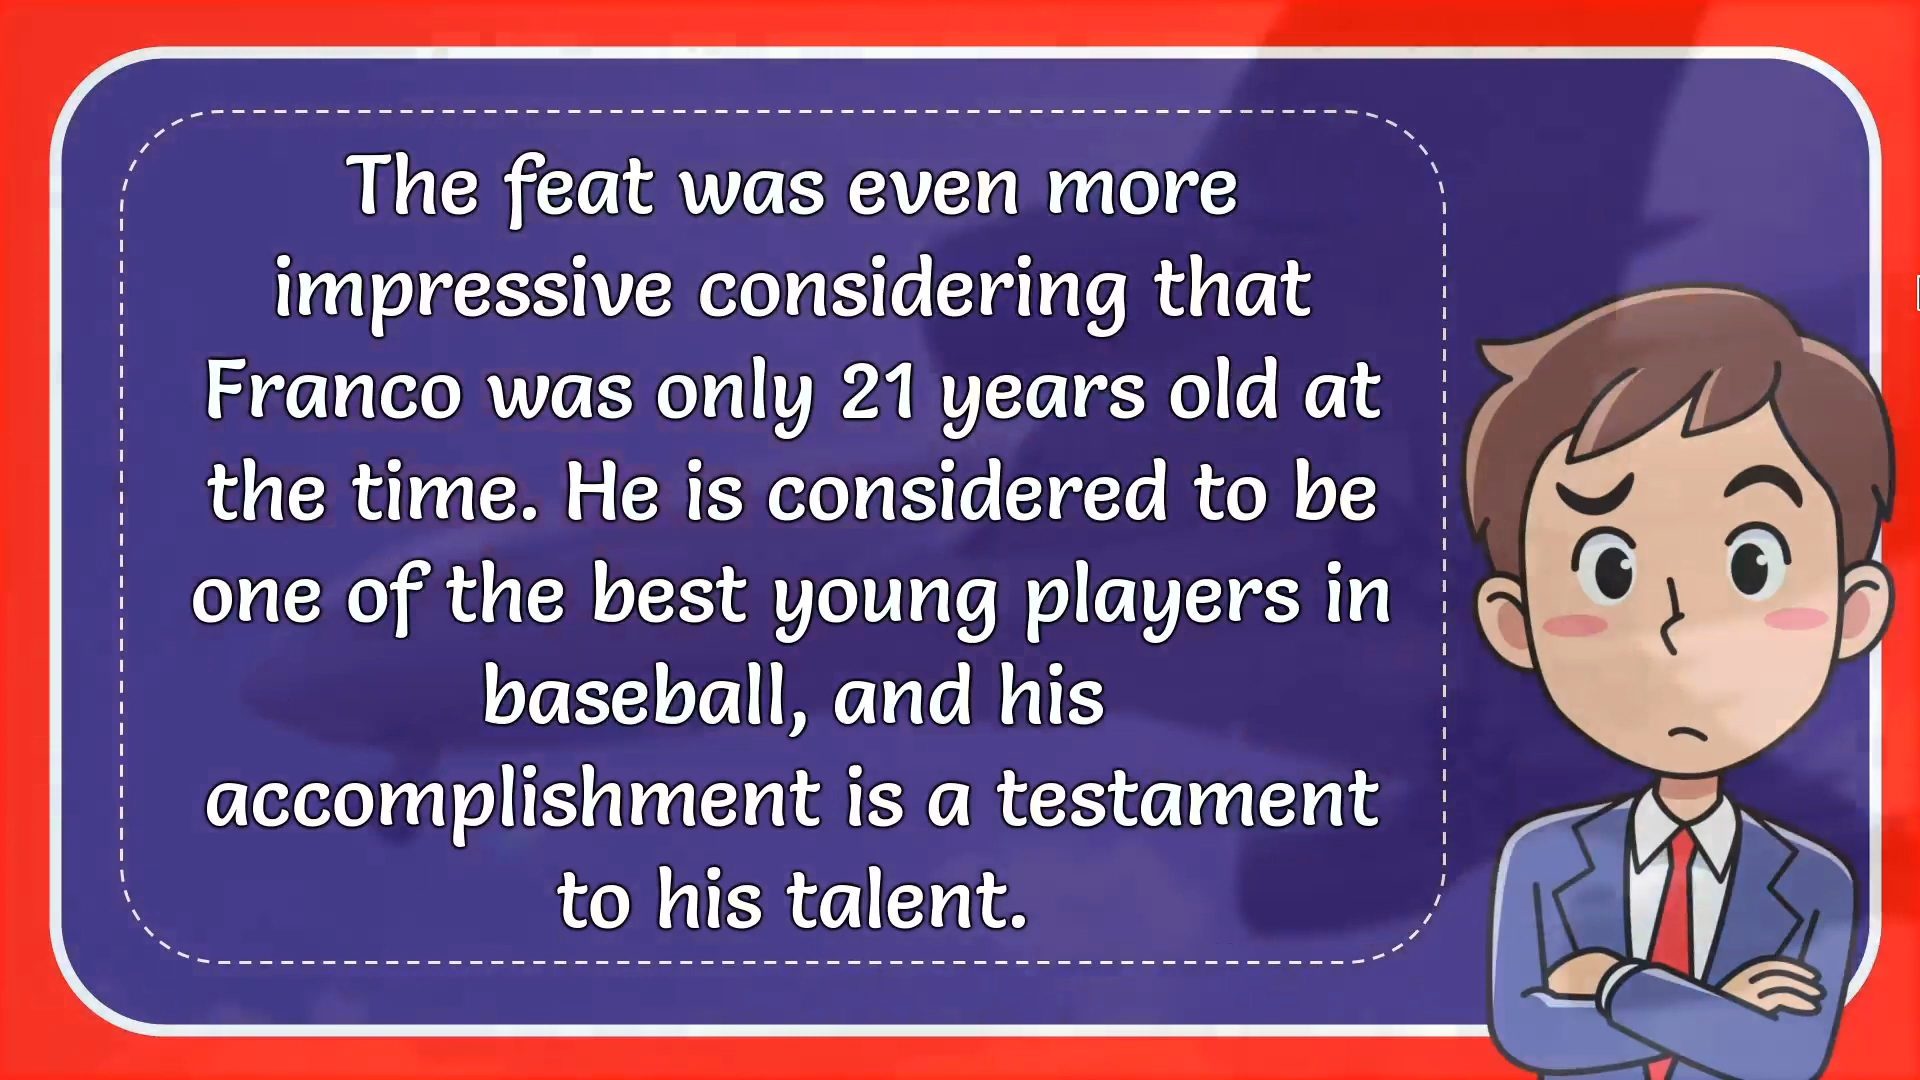 The feat was even more
impressive considering that
Franco was only 21 years old at
the time. He is considered to be
one of the best young players in
baseball, and his
accomplishment is a testament
to his talent.